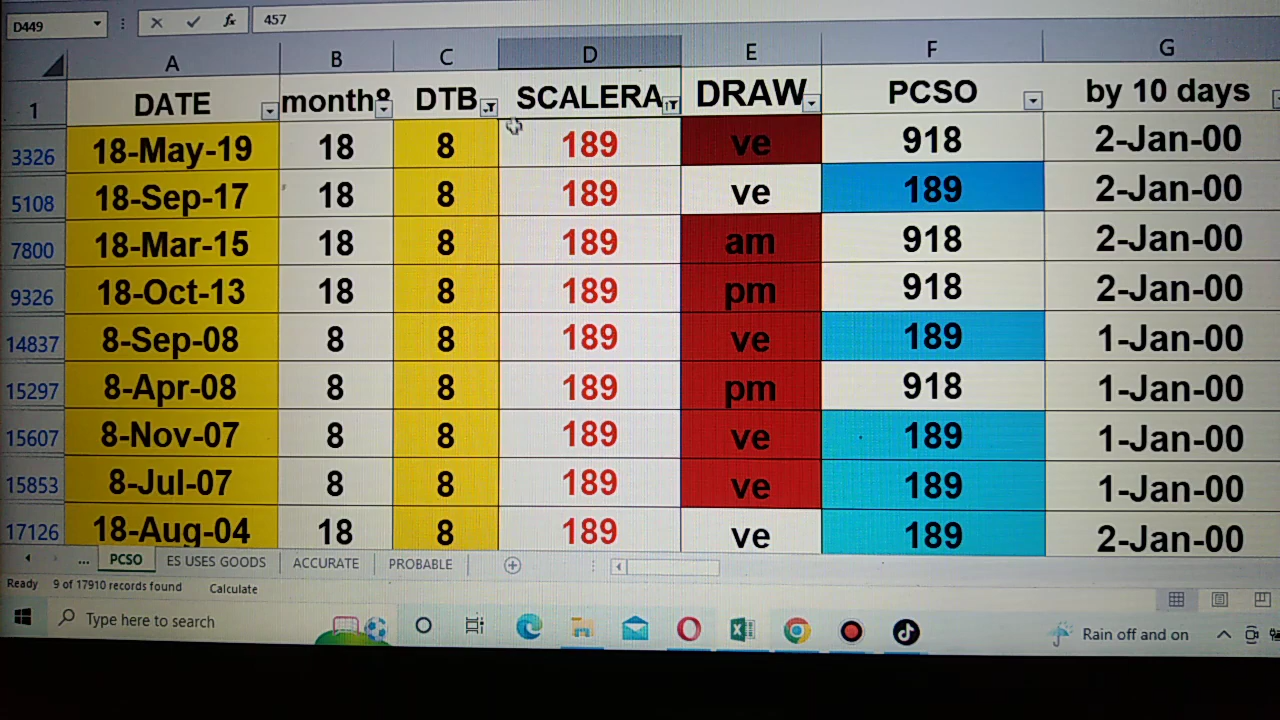 D449 fx 457
A B C D E F G
1 DATE month DTB SCALERA DRAW PCSO by 10 days
3326 18-May-19 18 8 189 ve 918 2-Jan-00
5108 18-Sep-17 18 8 189 ve 189 2-Jan-00
7800 18-Mar-15 18 8 189 am 918 2-Jan-00
9326 18-Oct-13 18 8 189 pm 918 2-Jan-00
14837 8-Sep-08 8 8 189 ve 189 1-Jan-00
15297 8-Apr-08 8 8 189 pm 918 1-Jan-00
15607 8-Nov-07 8 8 189 ve 189 1-Jan-00
15853 8-Jul-07 8 8 189 ve 189 1-Jan-00
17126 18-Aug-04 18 8 189 ve 189 2-Jan-00
... PCSO ES USES GOODS ACCURATE PROBABLE
Ready 9 of 17910 records found Calculate
Type here to search Rain off and on